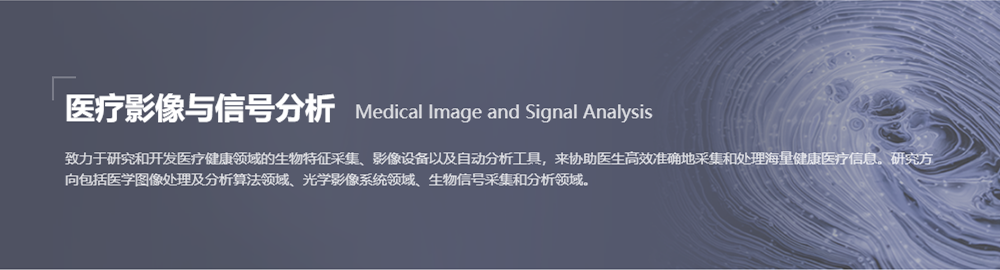 医疗影像与信号分析 Medical Image and Signal Analysis
致力于研究和开发医疗健康领域的生物特征采集、影像设备以及自动分析工具，来协助医生高效准确地采集和处理海量健康医疗信息。研究方
向包括医学图像处理及分析算法领域、光学影像系统领域、生物信号采集和分析领域。